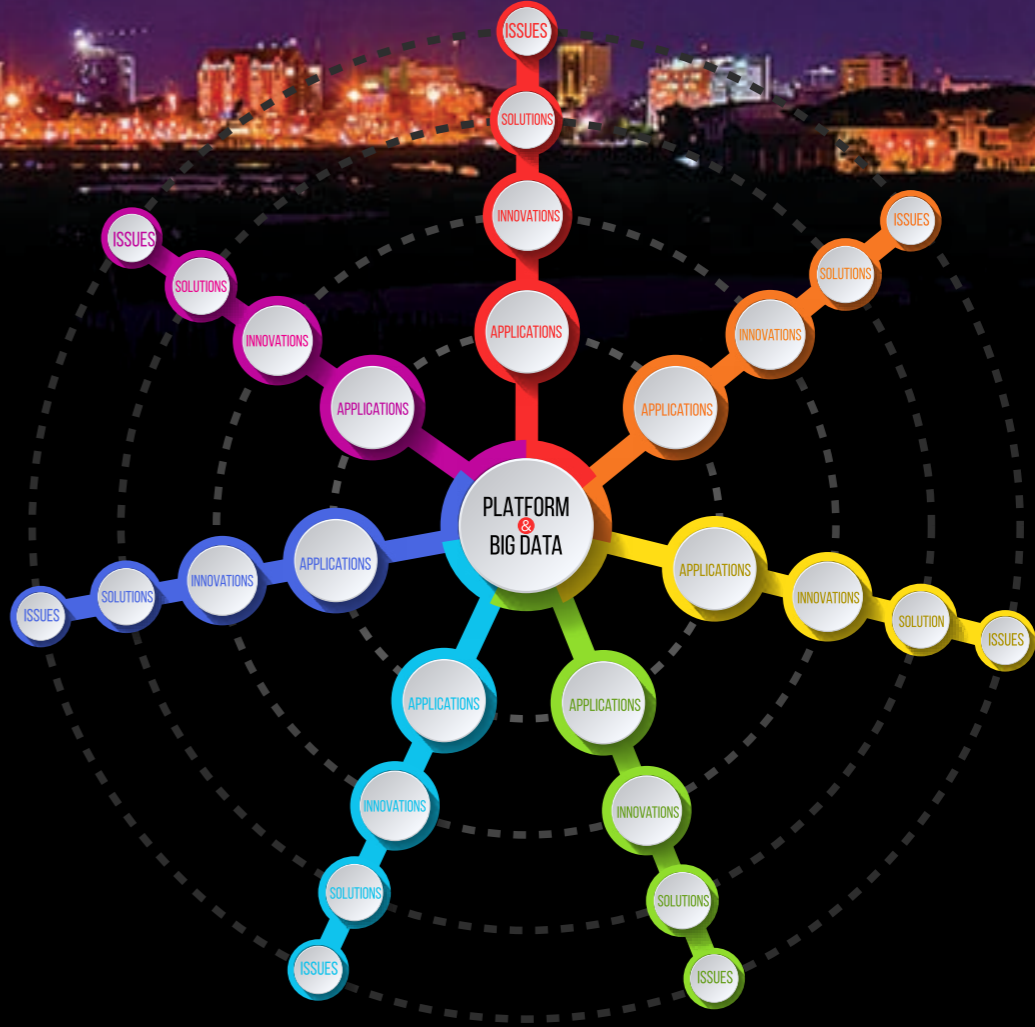 ISSUES
SOLUTIONS
INNOVATIONS
APPLICATIONS
ISSUES
SOLUTIONS
INNOVATIONS
APPLICATIONS
ISSUES
SOLUTIONS
INNOVATIONS
APPLICATIONS
PLATFORM
&
BIG DATA
APPLICATIONS
INNOVATIONS
SOLUTIONS
ISSUES
APPLICATIONS
INNOVATIONS
SOLUTION
ISSUES
APPLICATIONS
INNOVATIONS
SOLUTIONS
ISSUES
APPLICATIONS
INNOVATIONS
SOLUTIONS
ISSUES